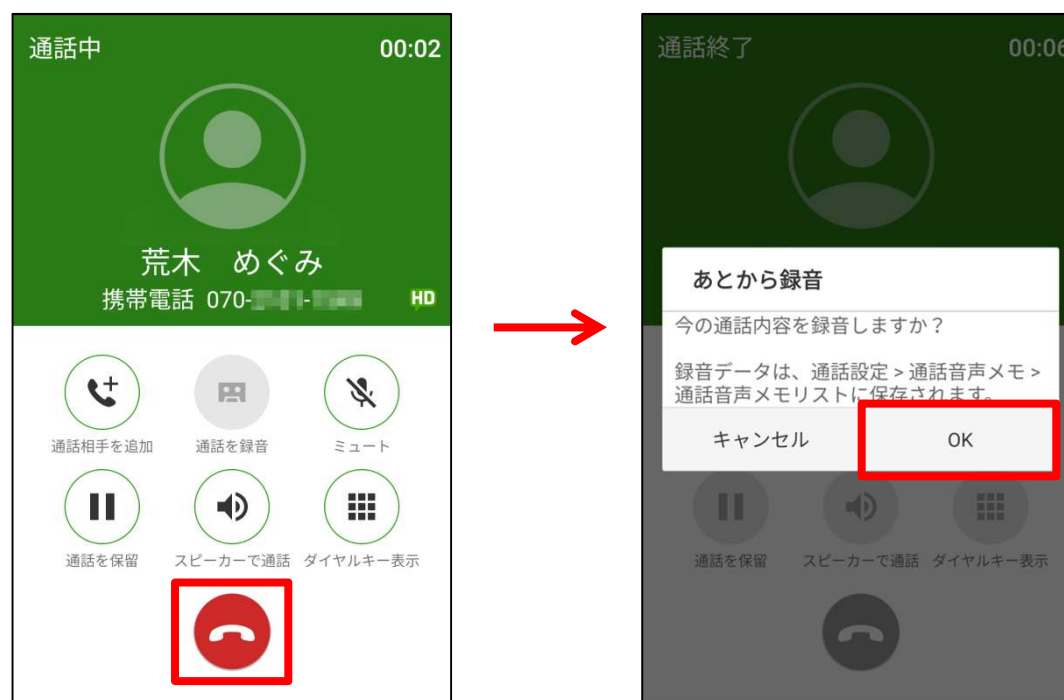 通話中 00:02
荒木 めぐみ
携帯電話 070- - HD
通話相手を追加 通話を録音 ミュート
通話を保留 スピーカーで通話 ダイヤルキー表示
通話終了 00:06
あとから録音
今の通話内容を録音しますか？
録音データは、通話設定 > 通話音声メモ >
通話音声メモリストに保存されます。
キャンセル OK
通話を保留 スピーカーで通話 ダイヤルキー表示